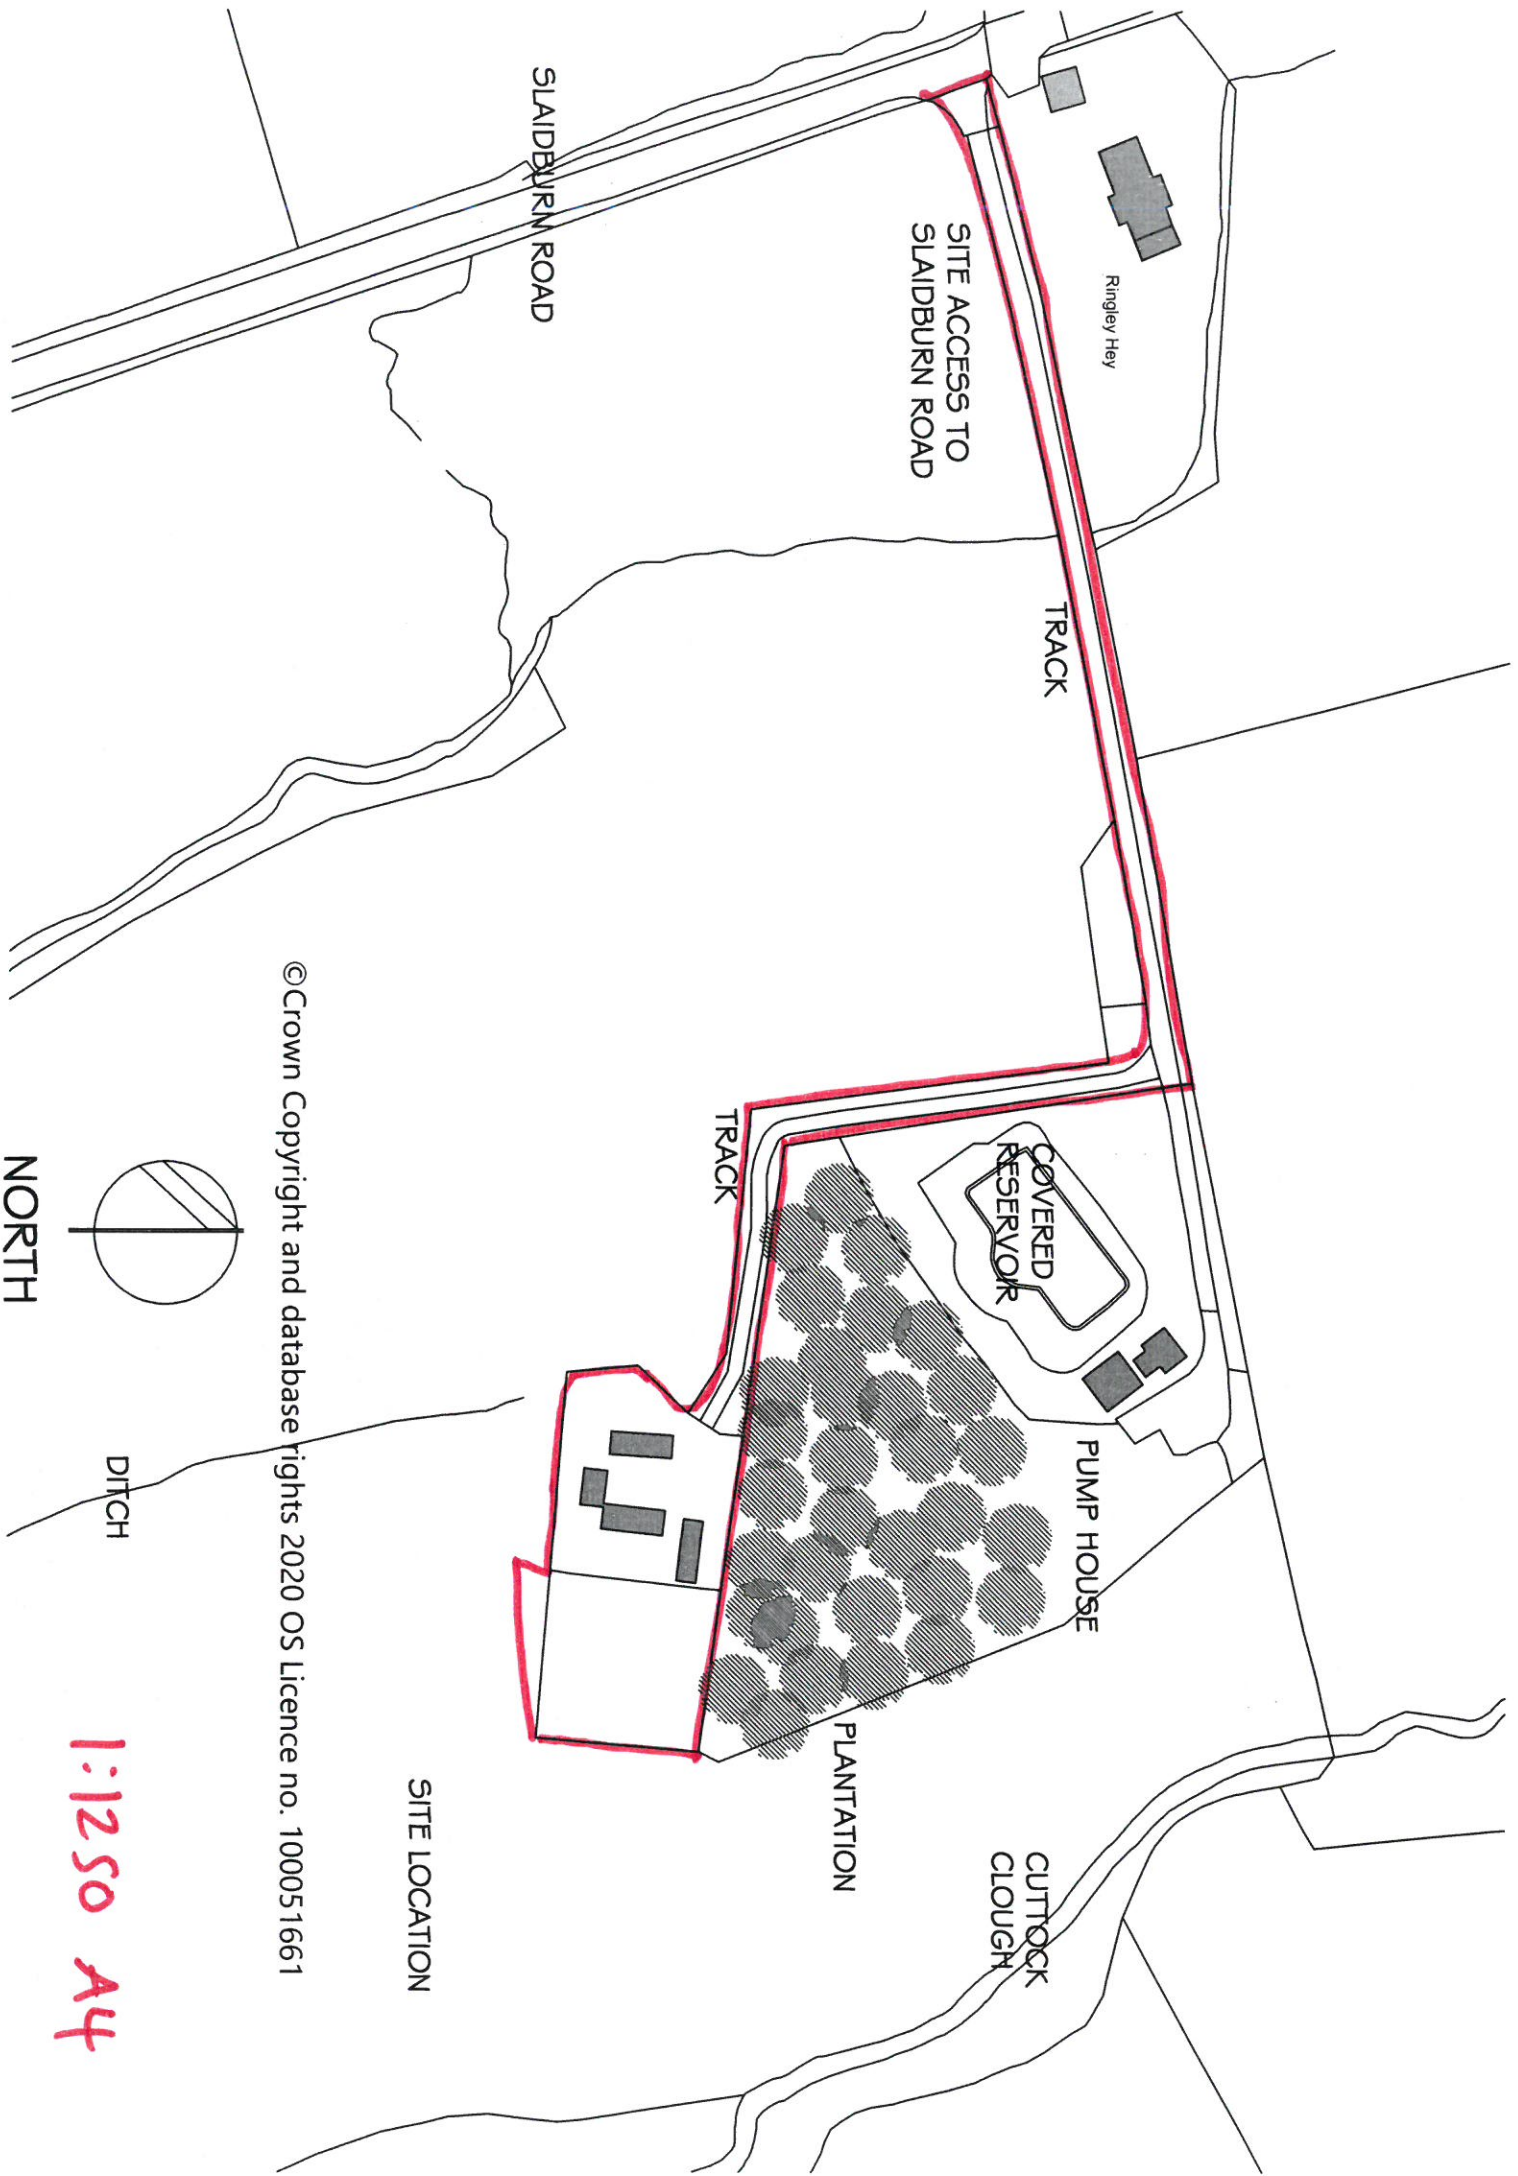 Ringley Hey
SITE ACCESS TO
SLAIDBURN ROAD
SLAIDBURN ROAD
TRACK
COVERED
RESERVOIR
PUMP HOUSE
TRACK
PLANTATION
CUTTOCK
CLOUGH
SITE LOCATION
©Crown Copyright and database rights 2020 OS Licence no. 100051661
DITCH
NORTH
1:1250 A4